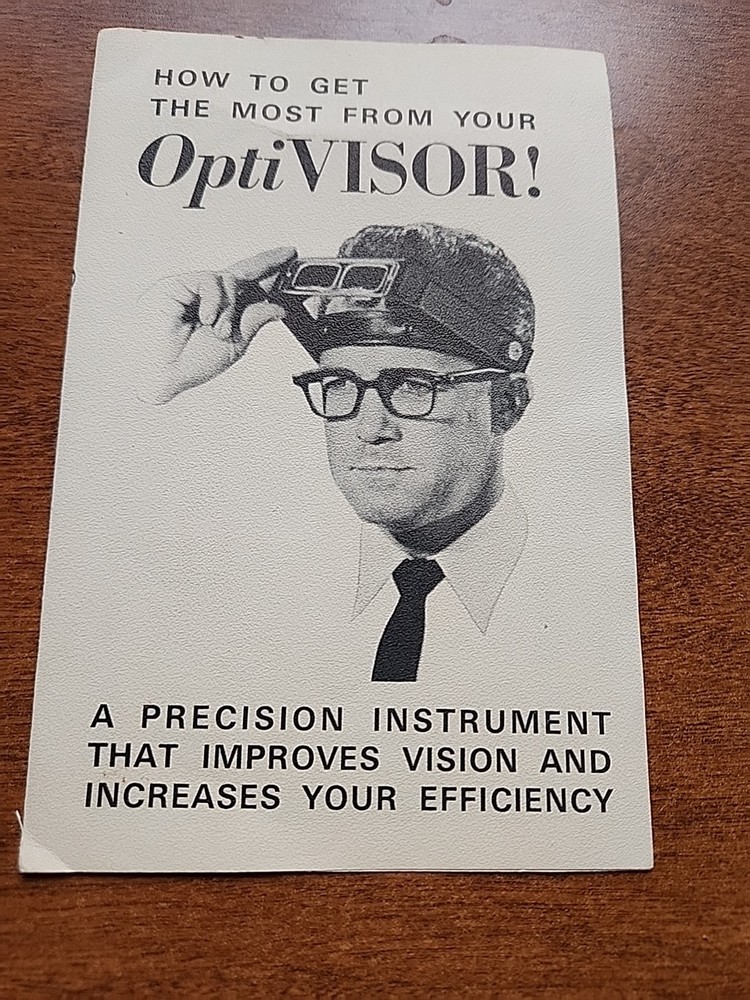 HOW TO GET
THE MOST FROM YOUR
OptiVISOR!
A PRECISION INSTRUMENT
THAT IMPROVES VISION AND
INCREASES YOUR EFFICIENCY